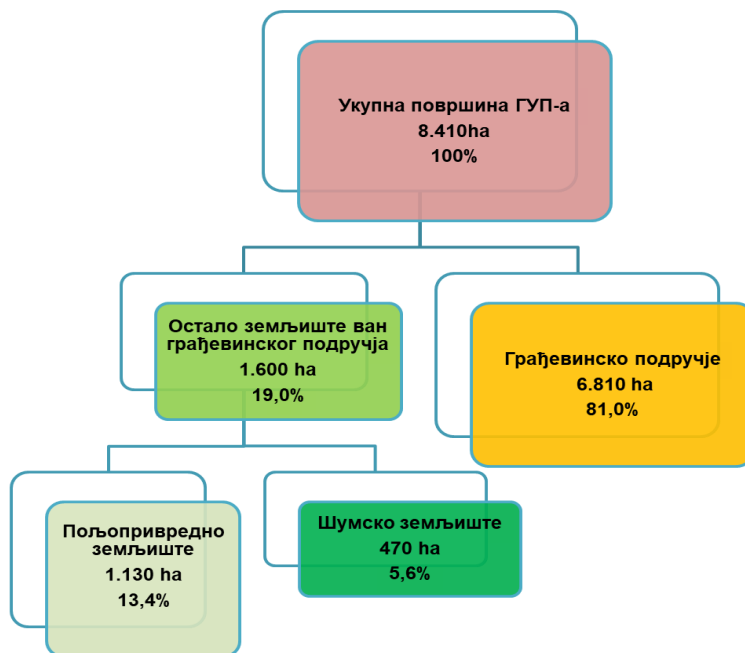 Укупна површина ГУП-а
8.410ha
100%
Остало земљиште ван
грађевинског подручја
1.600 ha
19,0%
Грађевинско подручје
6.810 ha
81,0%
Пољопривредно
земљиште
1.130 ha
13,4%
Шумско земљиште
470 ha
5,6%